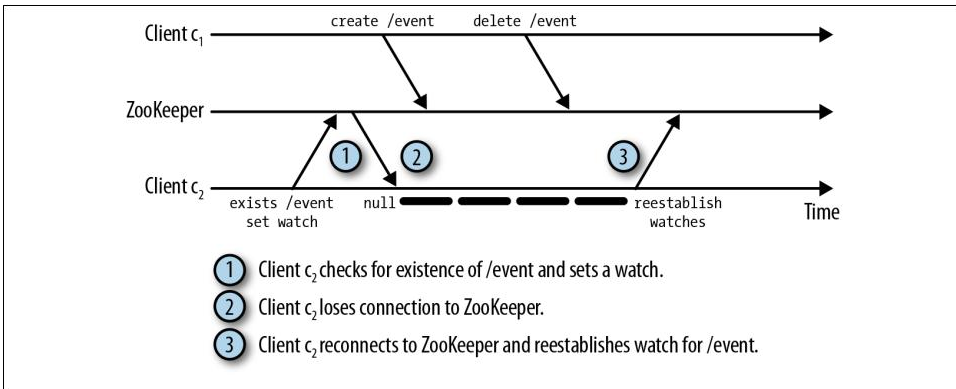 create /event delete /event
Client c1
ZooKeeper
1 2 3
Client c2
exists /event null reestablish
set watch watches Time
1 Client c2 checks for existence of /event and sets a watch.
2 Client c2 loses connection to ZooKeeper.
3 Client c2 reconnects to ZooKeeper and reestablishes watch for /event.